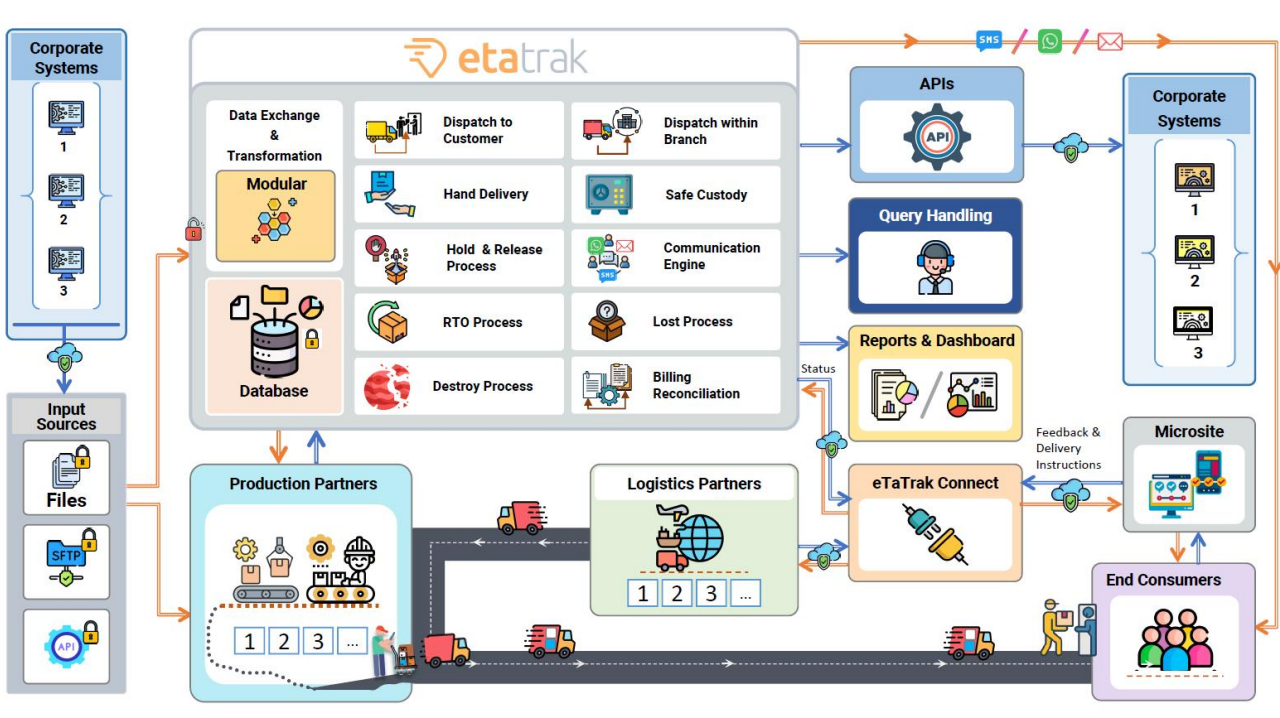 Corporate
Systems
1
2
3
Input
Sources
Files
SFTP
API
etatrak
Data Exchange
&
Transformation
Modular
Database
Dispatch to
Customer
Dispatch within
Branch
Hand Delivery
Safe Custody
Hold & Release
Process
Communication
Engine
SMS
RTO Process
Lost Process
Destroy Process
Billing
Reconciliation
SMS
APIs
API
Corporate
Systems
1
2
3
Query Handling
Reports & Dashboard
Status
Production Partners
1 2 3 ...
Logistics Partners
1 2 3 ...
eTaTrak Connect
Feedback &
Delivery
Instructions
Microsite
End Consumers